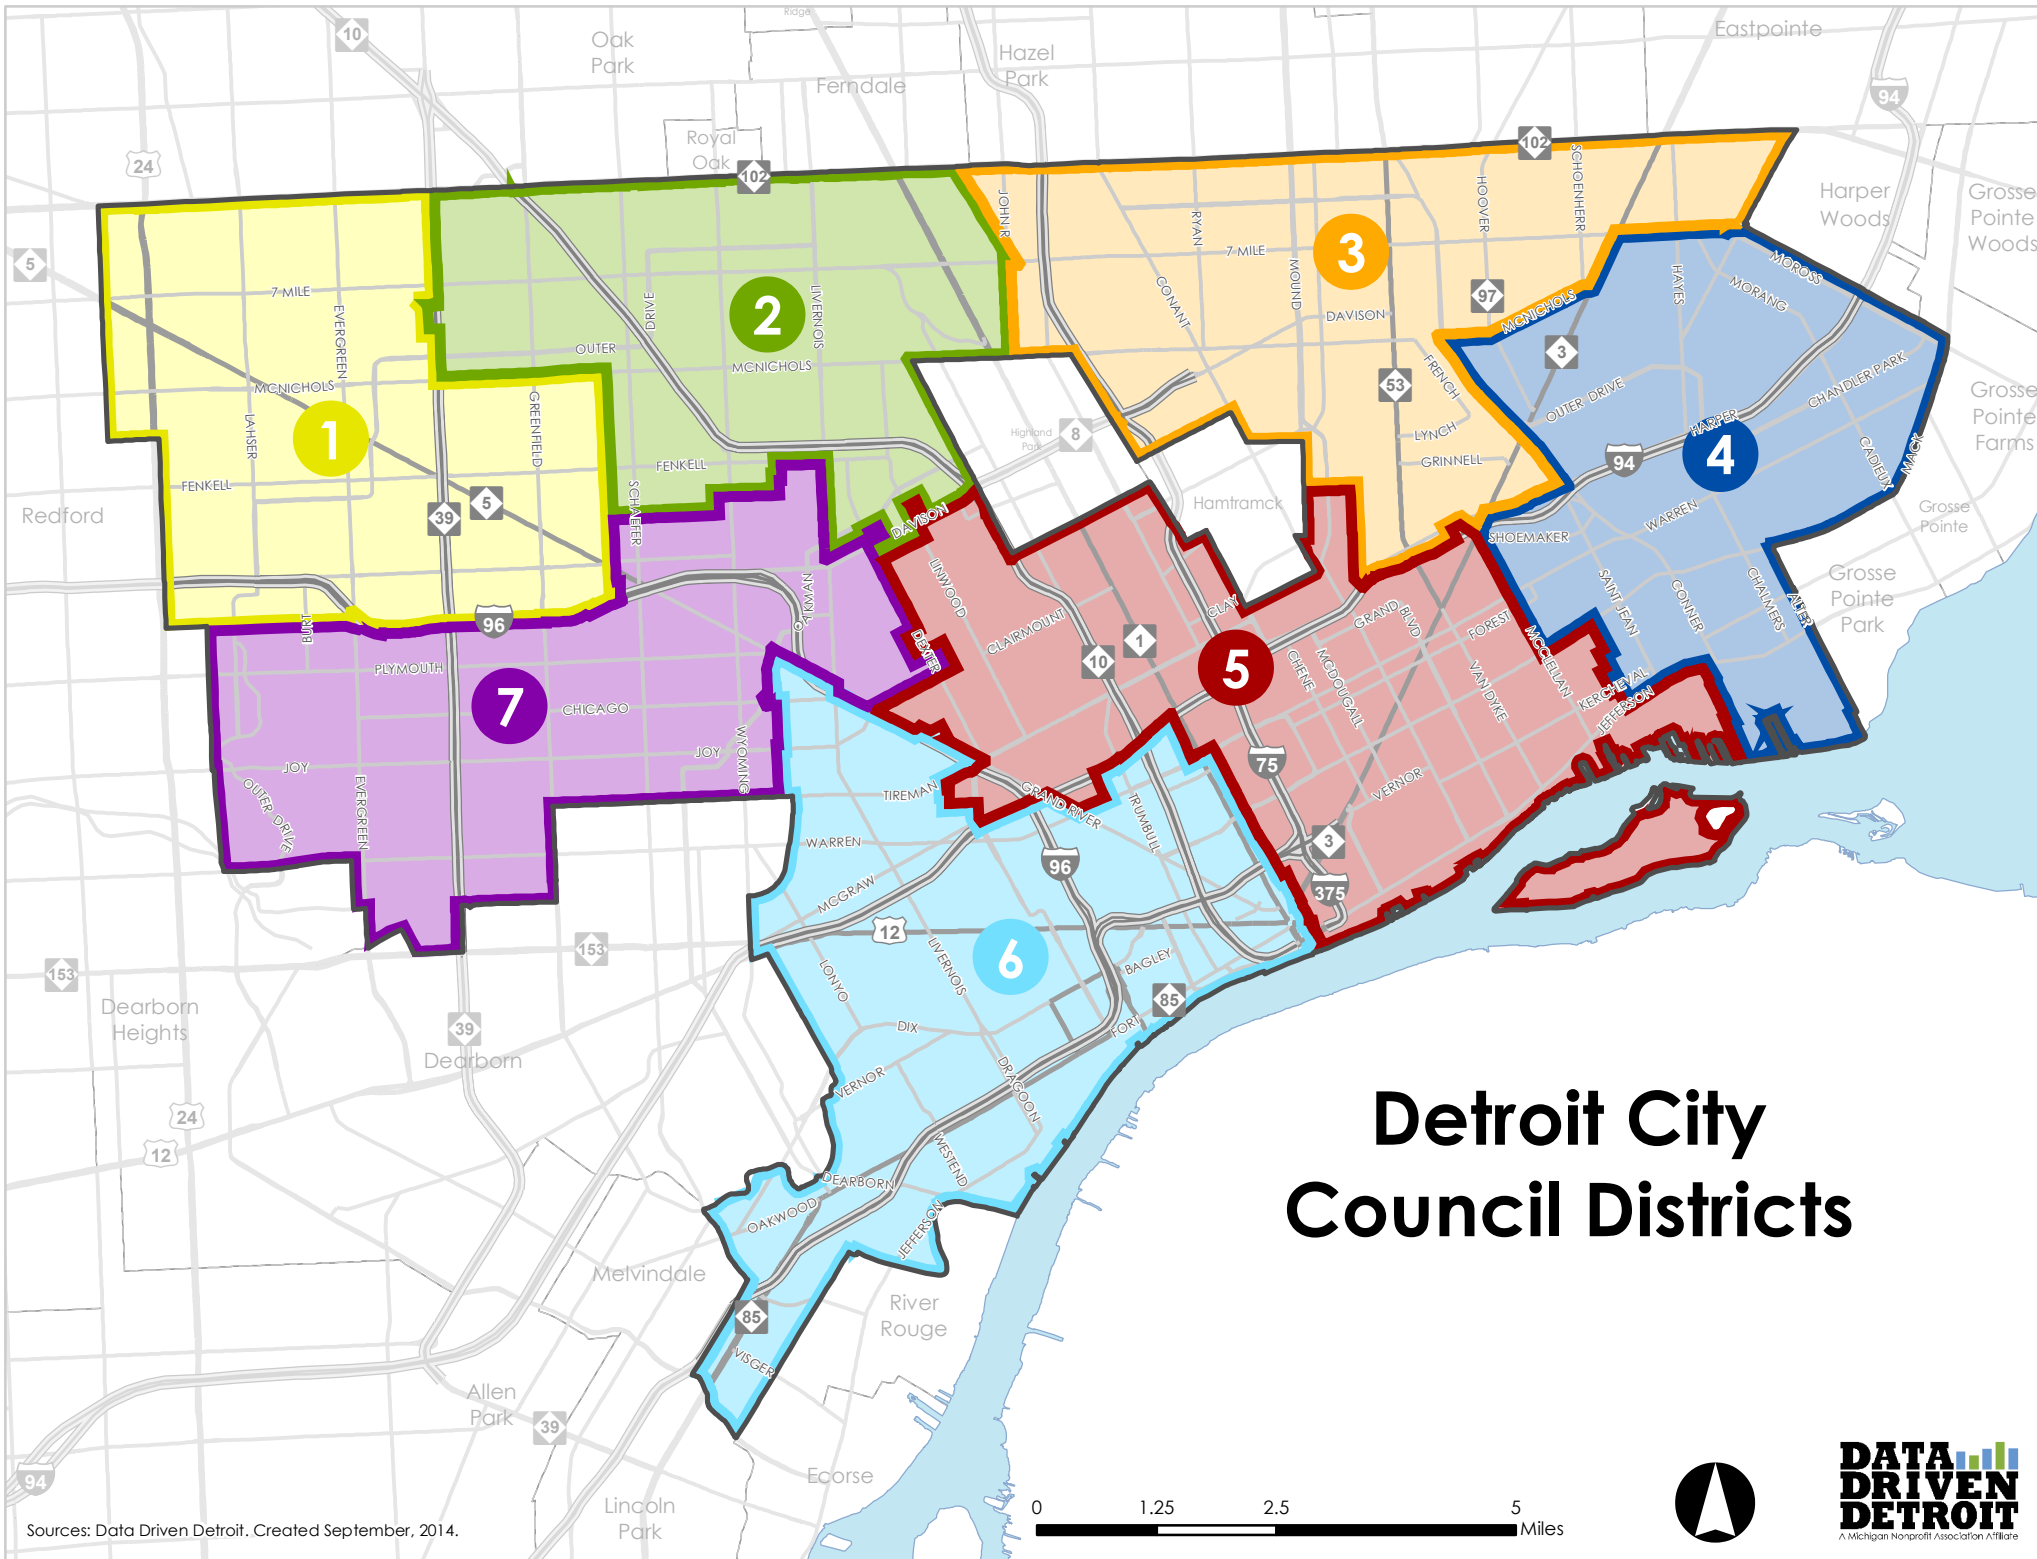 Ridge
Eastpointe
10
Oak
Park
Hazel
Park
Ferndale
94
Royal
Oak
102
102
24
SCHOENHERR
HOOVER
JOHN R
RYAN
Harper
Woods
Grosse
Pointe
Woods
5
7 MILE
3
7 MILE
MOUND
HAYES
MOROSS
MORANG
EVERGREEN
DRIVE
2
LIVERNOIS
CONANT
97
MCNICHOLS
DAVISON
OUTER
MCNICHOLS
3
FRENCH
MCNICHOLS
53
OUTER DRIVE
CHANDLER PARK
Grosse
Pointe
Farms
LAHSER
1
GREENFIELD
Highland
Park
8
LYNCH
HARPER
4
CADIEUX
MACK
FENKELL
FENKELL
GRINNELL
94
Redford
39
5
SCHAEFER
DAVISON
Hamtramck
WARREN
Grosse
Pointe
SHOEMAKER
LINWOOD
OAKMAN
SAINT JEAN
CONNER
CHALMERS
ALTER
Grosse
Pointe
Park
BURT
96
DEXTER
CLAIRMOUNT
CLAY
GRAND
BLVD
FOREST
PLYMOUTH
10
1
5
CHENE
MCDOUGALL
VAN DYKE
MCCLELLAN
KERCHEVAL
JEFFERSON
7
CHICAGO
JOY
WYOMING
JOY
75
OUTER DRIVE
EVERGREEN
TIREMAN
GRAND RIVER
TRUMBULL
VERNOR
WARREN
3
96
375
MCGRAW
12
153
153
LONYO
LIVERNOIS
6
BAGLEY
85
Dearborn
Heights
39
DIX
FORT
Dearborn
VERNOR
DRAGOON
24
12
WESTEND
DEARBORN
OAKWOOD
JEFFERSON
Detroit City
Council Districts
Melvindale
River
Rouge
85
VISGER
Allen
Park
39
94
Ecorse
Lincoln
Park
0 1.25 2.5 5
Miles
Sources: Data Driven Detroit. Created September, 2014.
DATA
DRIVEN
DETROIT
A Michigan Nonprofit Association Affiliate